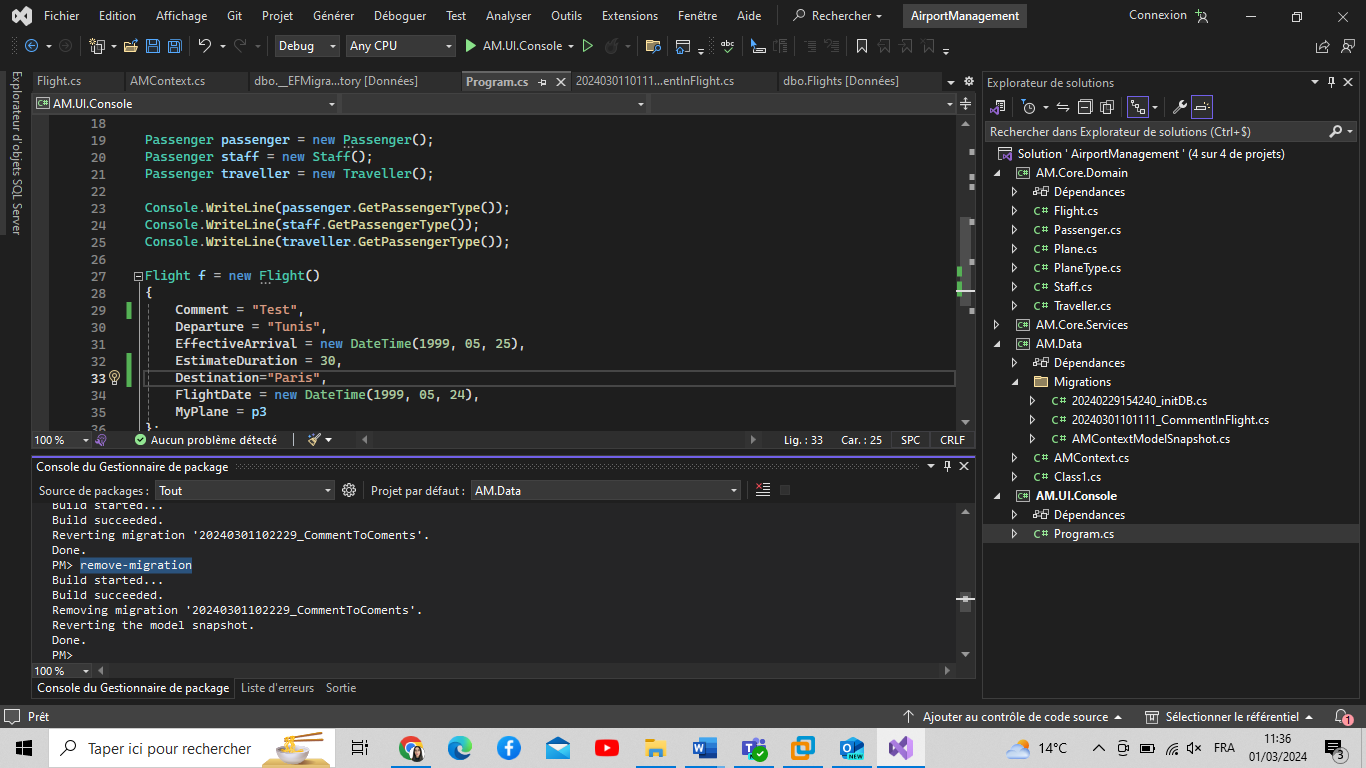 Fichier Edition Affichage Git Projet Générer Déboguer Test Analyser Outils Extensions Fenêtre Aide Rechercher AirportManagement Connexion
Debug Any CPU AM.UI.Console
Explorateur d'objets SQL Server
Flight.cs AMContext.cs dbo.__EFMigra...tory [Données] Program.cs 2024030110111...entInFlight.cs dbo.Flights [Données]
AM.UI.Console
18
19 Passenger passenger = new Passenger();
20 Passenger staff = new Staff();
21 Passenger traveller = new Traveller();
22
23 Console.WriteLine(passenger.GetPassengerType());
24 Console.WriteLine(staff.GetPassengerType());
25 Console.WriteLine(traveller.GetPassengerType());
26
27 Flight f = new Flight()
28 {
29 Comment = "Test",
30 Departure = "Tunis",
31 EffectiveArrival = new DateTime(1999, 05, 25),
32 EstimateDuration = 30,
33 Destination="Paris",
34 FlightDate = new DateTime(1999, 05, 24),
35 MyPlane = p3
36 };
100 % Aucun problème détecté Lig. : 33 Car. : 25 SPC CRLF
Console du Gestionnaire de package
Source de packages : Tout Projet par défaut : AM.Data
Build started...
Build succeeded.
Reverting migration '20240301102229_CommentToComents'.
Done.
PM> remove-migration
Build started...
Build succeeded.
Removing migration '20240301102229_CommentToComents'.
Reverting the model snapshot.
Done.
PM>
100 %
Console du Gestionnaire de package Liste d'erreurs Sortie
Explorateur de solutions
Rechercher dans Explorateur de solutions (Ctrl+$)
Solution ' AirportManagement ' (4 sur 4 de projets)
AM.Core.Domain
Dépendances
Flight.cs
Passenger.cs
Plane.cs
PlaneType.cs
Staff.cs
Traveller.cs
AM.Core.Services
AM.Data
Dépendances
Migrations
20240229154240_initDB.cs
20240301101111_CommentInFlight.cs
AMContextModelSnapshot.cs
AMContext.cs
Class1.cs
AM.UI.Console
Dépendances
Program.cs
Prêt Ajouter au contrôle de code source Sélectionner le référentiel 1
Taper ici pour rechercher NEW 14°C FRA 11:36
01/03/2024 3